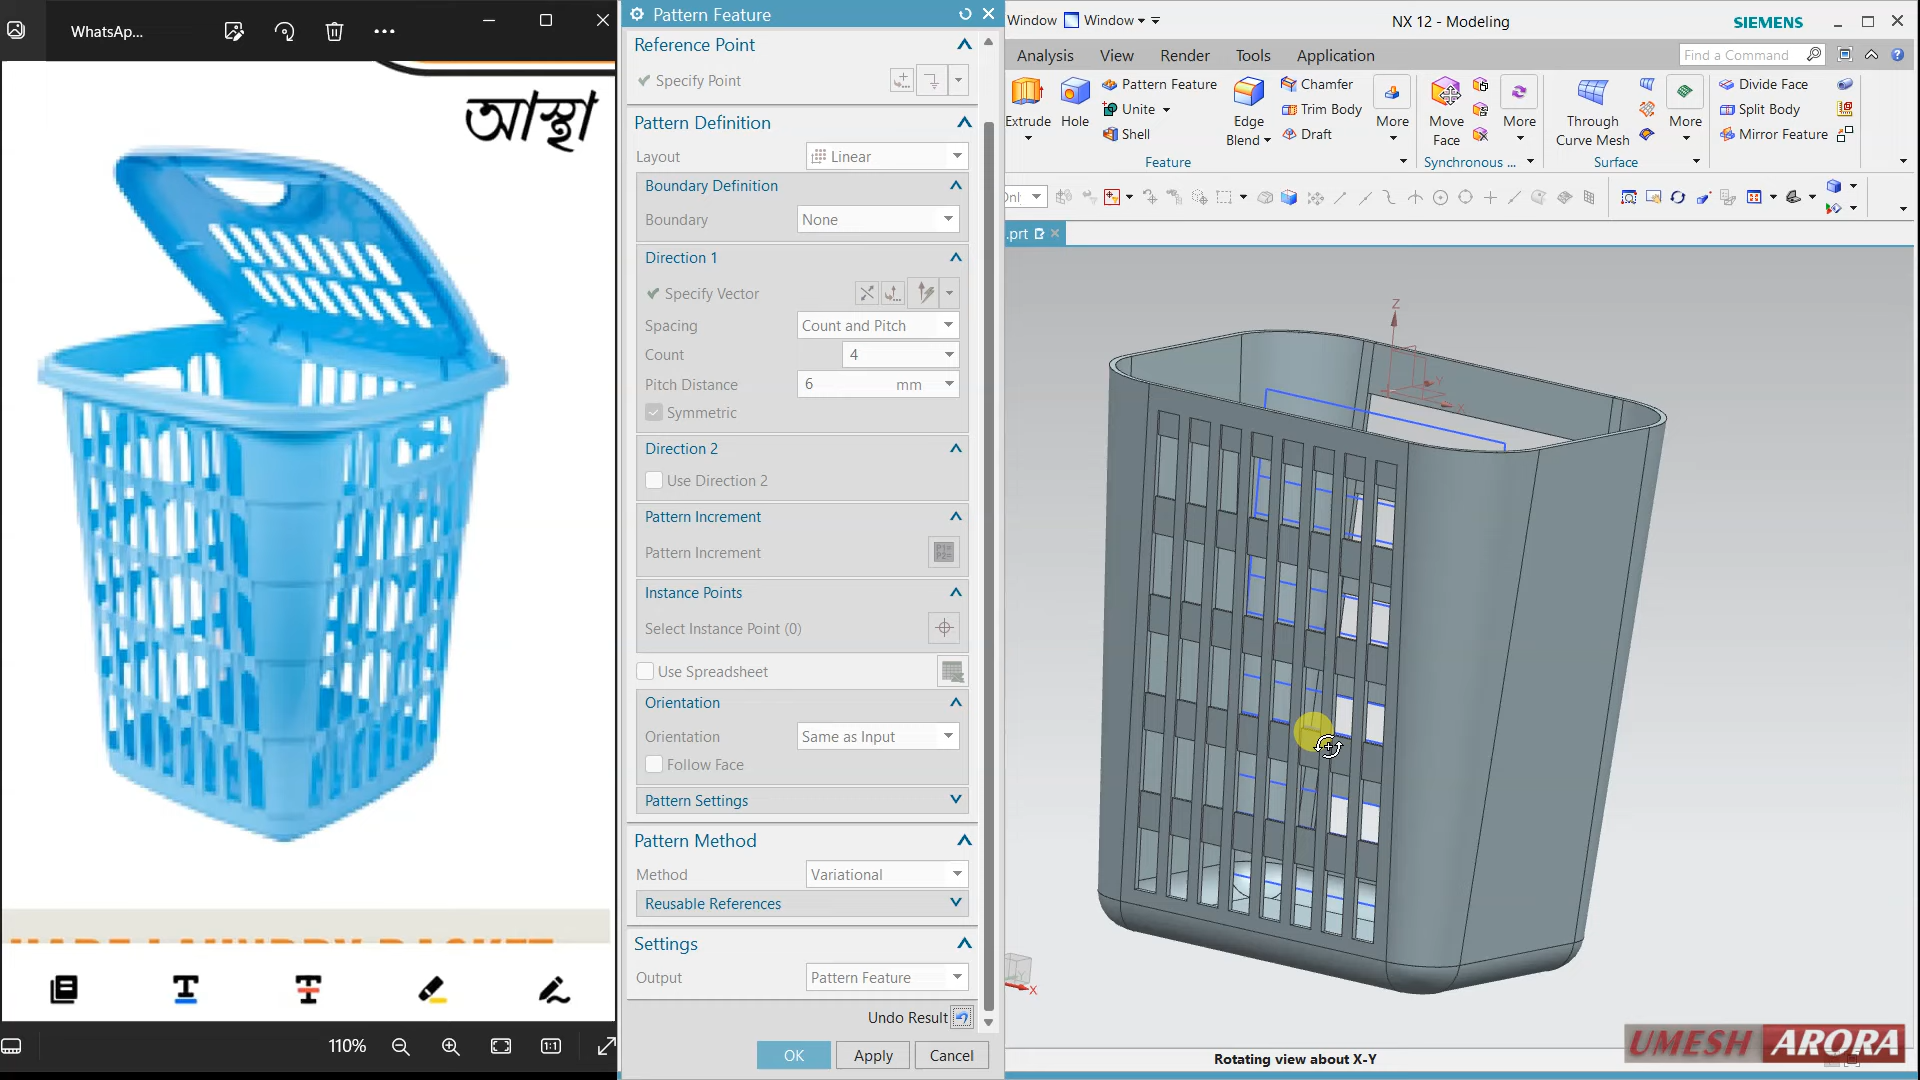 WhatsAp...
আস্থা
110%
1:1
Pattern Feature
Reference Point
Specify Point
Pattern Definition
Layout
Linear
Boundary Definition
Boundary
None
Direction 1
Specify Vector
Spacing
Count and Pitch
Count
4
Pitch Distance
6 mm
Symmetric
Direction 2
Use Direction 2
Pattern Increment
Pattern Increment
Instance Points
Select Instance Point (0)
Use Spreadsheet
Orientation
Orientation
Same as Input
Follow Face
Pattern Settings
Pattern Method
Method
Variational
Reusable References
Settings
Output
Pattern Feature
Undo Result
OK
Apply
Cancel
Window
Window
NX 12 - Modeling
SIEMENS
Analysis
View
Render
Tools
Application
Find a Command
Extrude
Hole
Pattern Feature
Unite
Shell
Edge
Blend
Chamfer
Trim Body
Draft
More
Feature
Move
Face
More
Synchronous ...
Through
Curve Mesh
More
Surface
Divide Face
Split Body
Mirror Feature
.prt
Z
Y
X
X
Rotating view about X-Y
UMESH ARORA